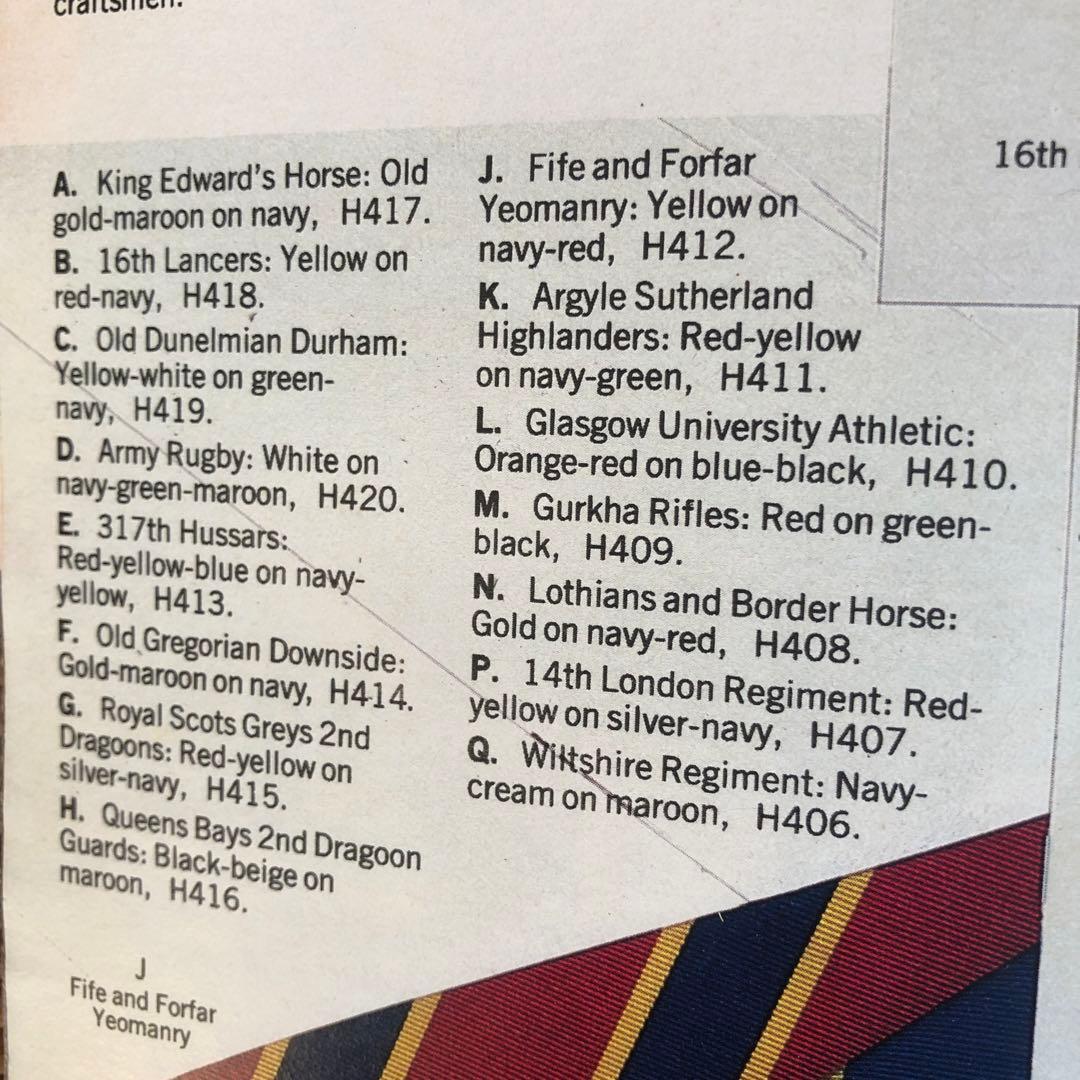 craftsmen.
A. King Edward's Horse: Old
gold-maroon on navy, H417.
B. 16th Lancers: Yellow on
red-navy, H418.
C. Old Dunelmian Durham:
Yellow-white on green-
navy, H419.
D. Army Rugby: White on
navy-green-maroon, H420.
E. 317th Hussars:
Red-yellow-blue on navy-
yellow, H413.
F. Old Gregorian Downside:
Gold-maroon on navy, H414.
G. Royal Scots Greys 2nd
Dragoons: Red-yellow on
silver-navy, H415.
H. Queens Bays 2nd Dragoon
Guards: Black-beige on
maroon, H416.
J. Fife and Forfar
Yeomanry: Yellow on
navy-red, H412.
K. Argyle Sutherland
Highlanders: Red-yellow
on navy-green, H411.
L. Glasgow University Athletic:
Orange-red on blue-black, H410.
M. Gurkha Rifles: Red on green-
black, H409.
N. Lothians and Border Horse:
Gold on navy-red, H408.
P. 14th London Regiment: Red-
yellow on silver-navy, H407.
Q. Wiltshire Regiment: Navy-
cream on maroon, H406.
16th
J
Fife and Forfar
Yeomanry